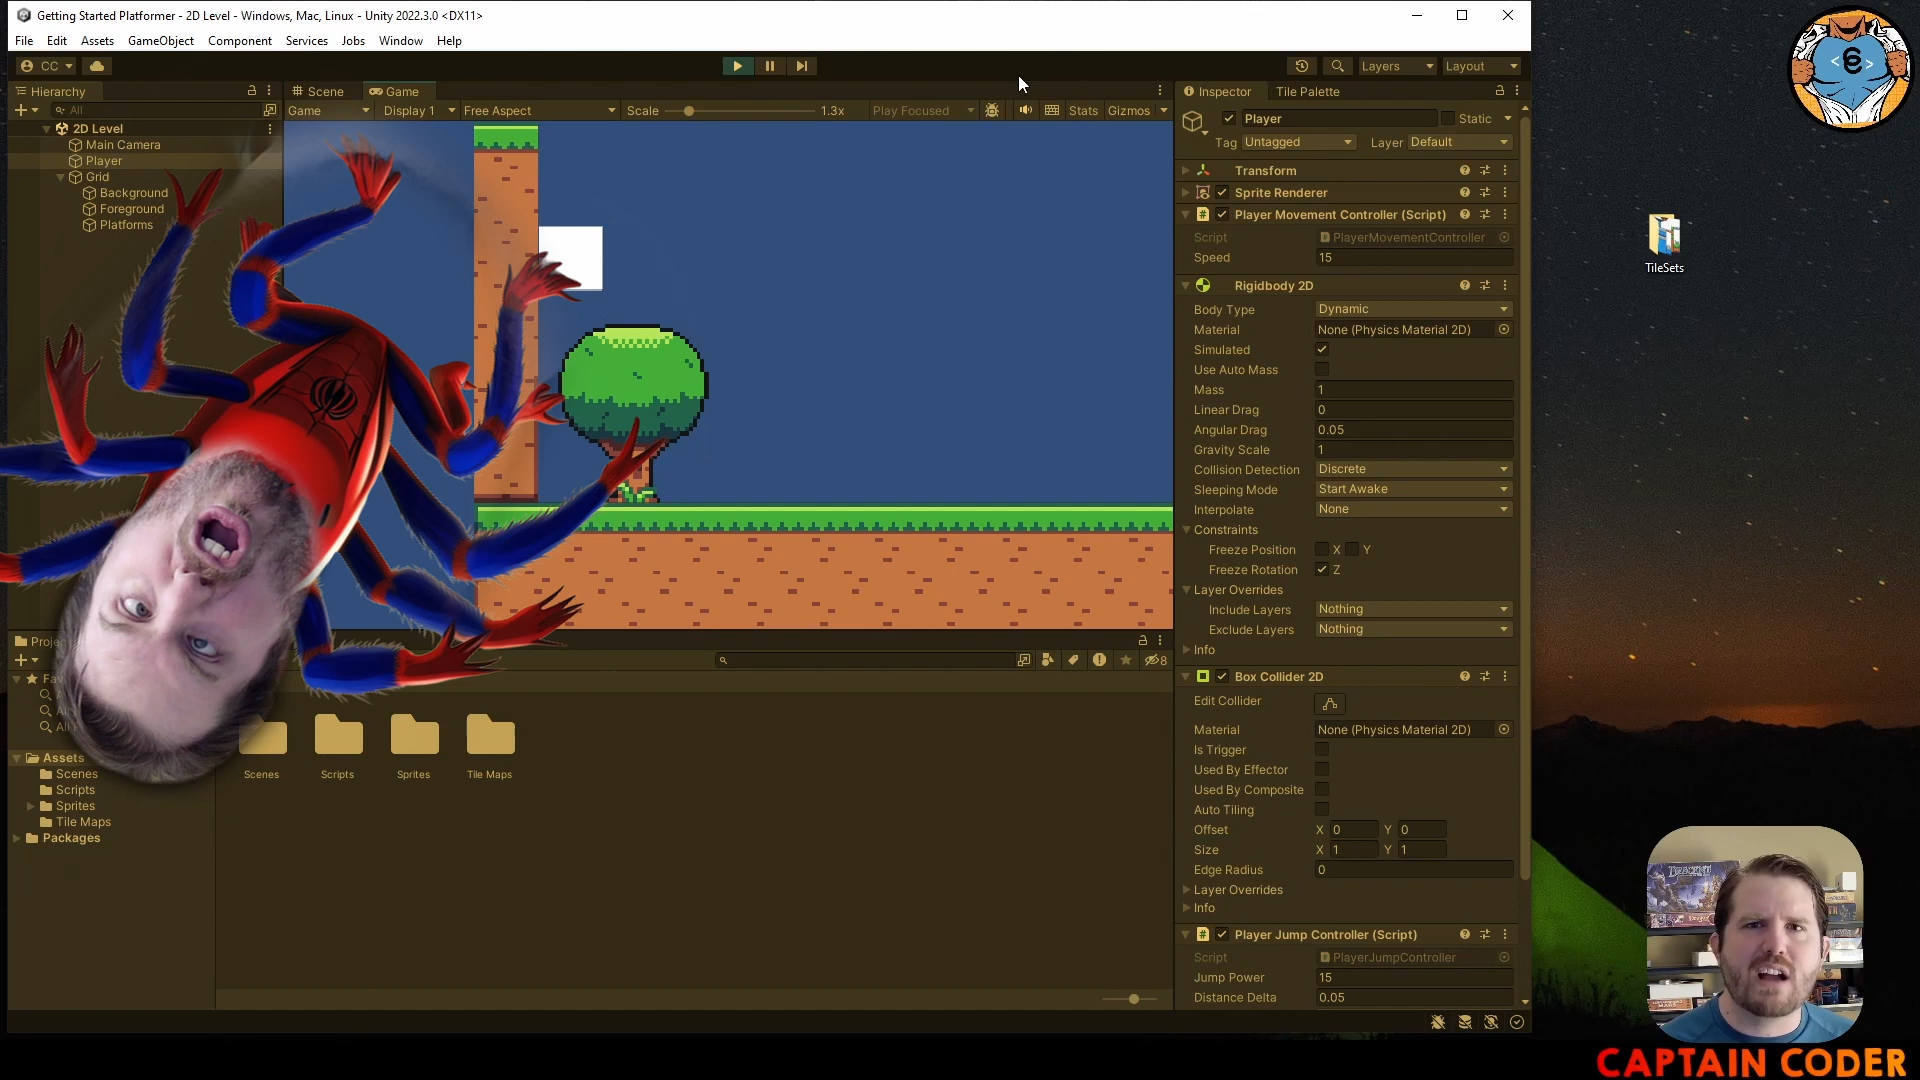 Getting Started Platformer - 2D Level - Windows, Mac, Linux - Unity 2022.3.0 <DX11>
File Edit Assets GameObject Component Services Jobs Window Help
CC
Layers Layout
Hierarchy
All
2D Level
Main Camera
Player
Grid
Background
Foreground
Platforms
Scene Game
Game Display 1 Free Aspect Scale 1.3x Play Focused Stats Gizmos
Inspector Tile Palette
Player Static
Tag Untagged Layer Default
Transform
Sprite Renderer
Player Movement Controller (Script)
Script PlayerMovementController
Speed 15
Rigidbody 2D
Body Type Dynamic
Material None (Physics Material 2D)
Simulated
Use Auto Mass
Mass 1
Linear Drag 0
Angular Drag 0.05
Gravity Scale 1
Collision Detection Discrete
Sleeping Mode Start Awake
Interpolate None
Constraints
Freeze Position X Y
Freeze Rotation Z
Layer Overrides
Include Layers Nothing
Exclude Layers Nothing
Info
Box Collider 2D
Edit Collider
Material None (Physics Material 2D)
Is Trigger
Used By Effector
Used By Composite
Auto Tiling
Offset X 0 Y 0
Size X 1 Y 1
Edge Radius 0
Layer Overrides
Info
Player Jump Controller (Script)
Script PlayerJumpController
Jump Power 15
Distance Delta 0.05
8
Assets
Scenes
Scripts
Sprites
Tile Maps
Packages
Scenes Scripts Sprites Tile Maps
TileSets
<C>
DESCENT
CAPTAIN CODER